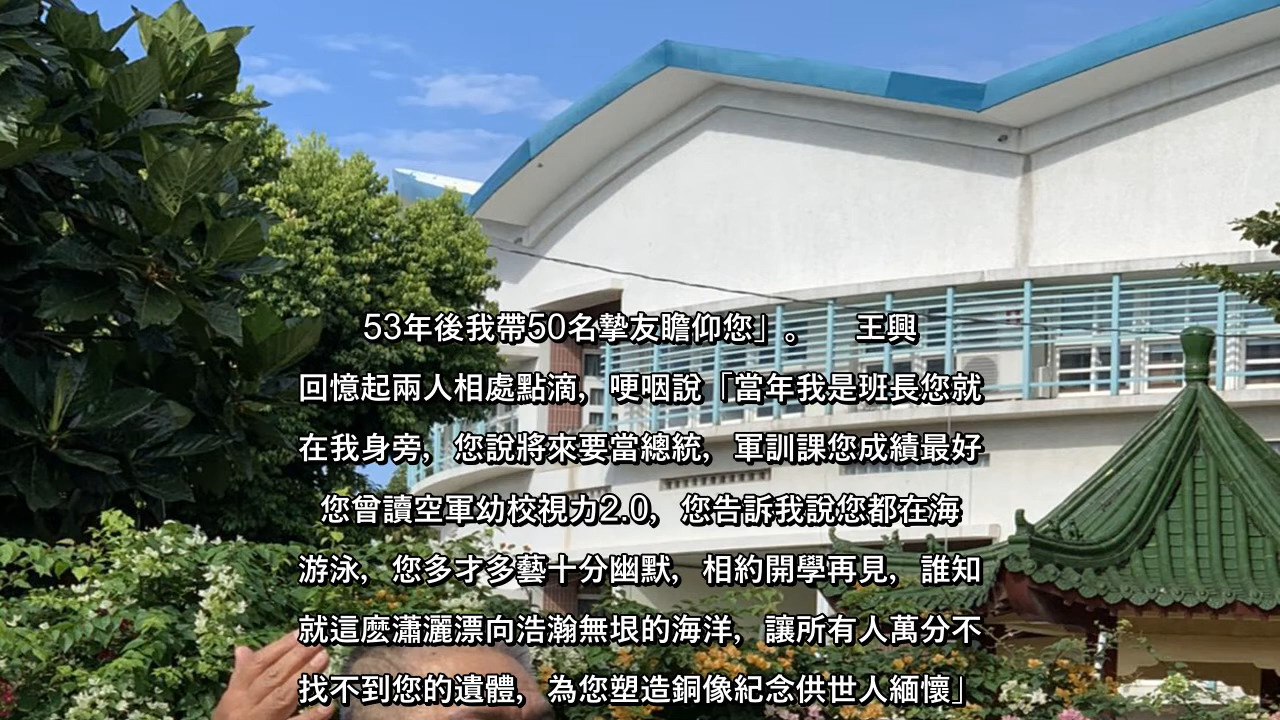 53年後我帶50名摯友瞻仰您」。 王興
回憶起兩人相處點滴，哽咽說「當年我是班長您就
在我身旁，您說將來要當總統，軍訓課您成績最好
您曾讀空軍幼校視力2.0，您告訴我說您都在海
游泳，您多才多藝十分幽默，相約開學再見，誰知
就這麼瀟灑漂向浩瀚無垠的海洋，讓所有人萬分不
找不到您的遺體，為您塑造銅像紀念供世人緬懷」